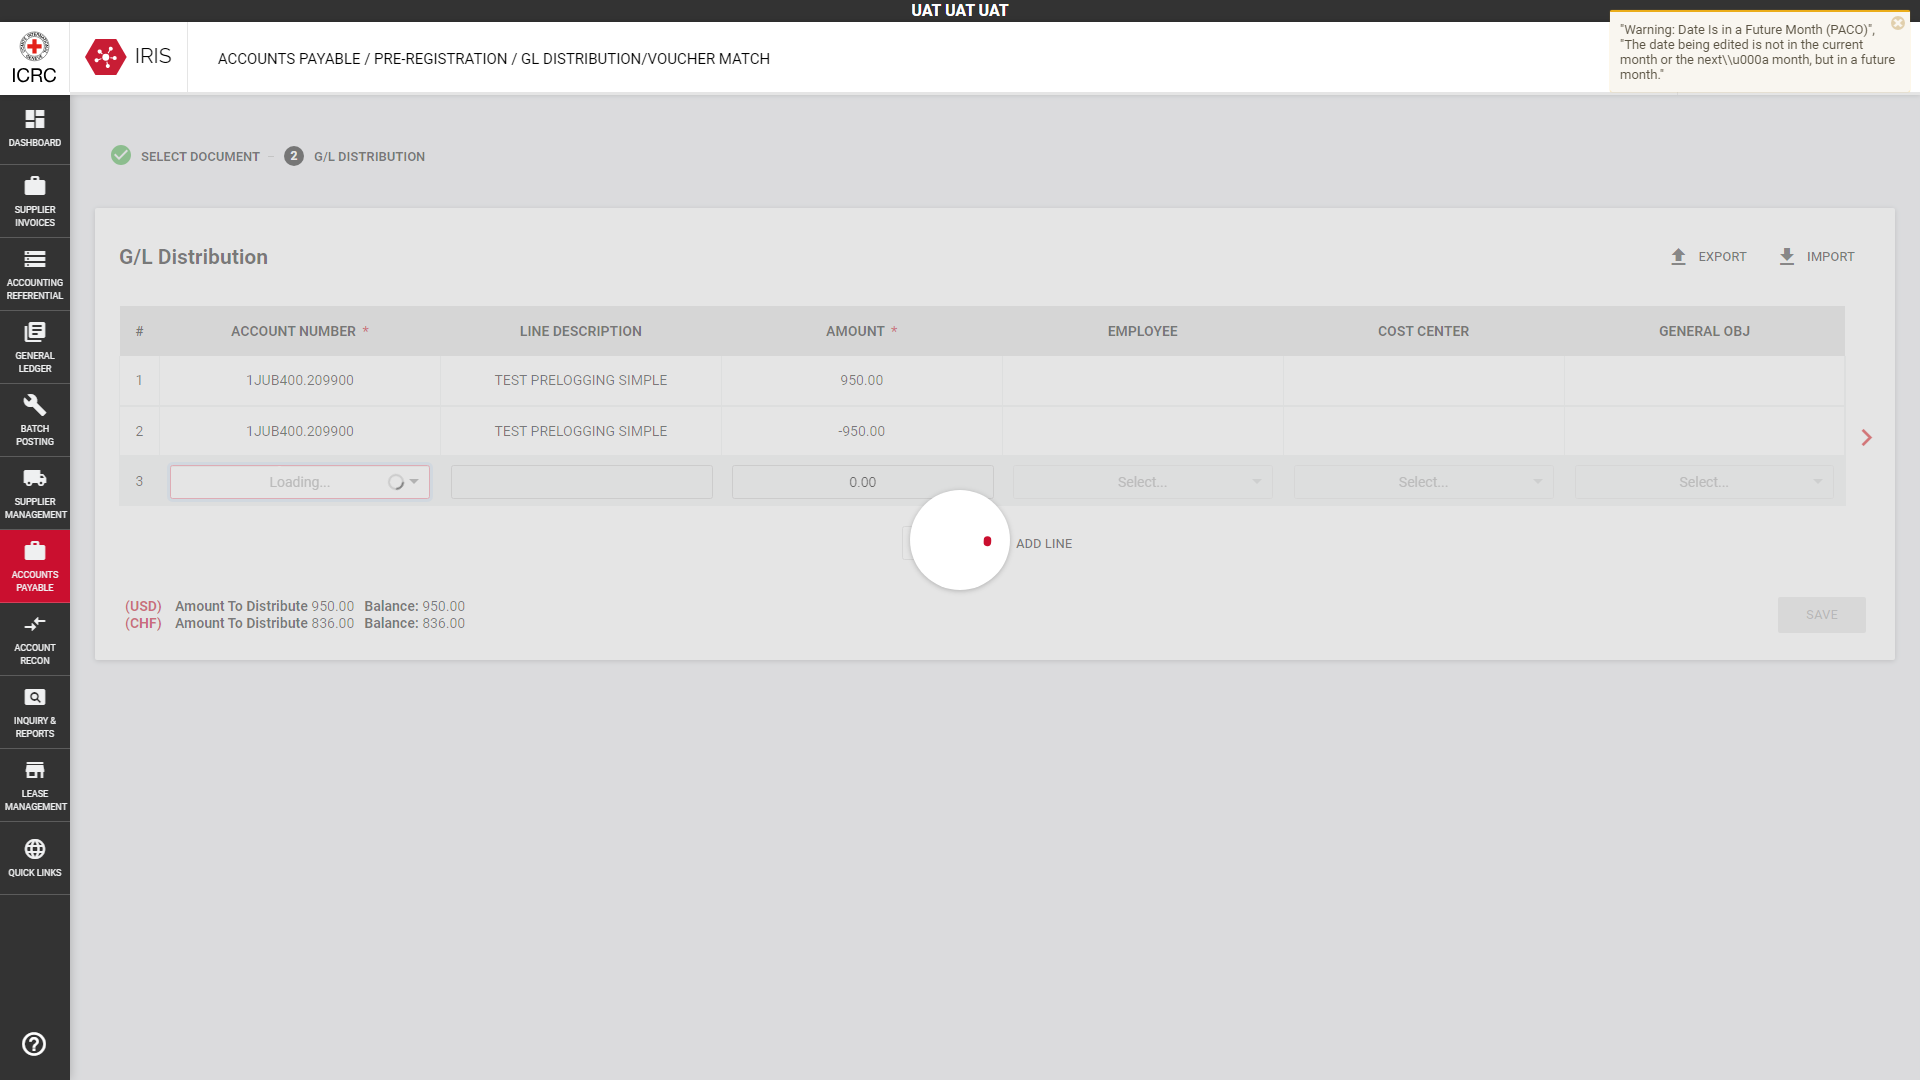 UAT UAT UAT
ICRC
IRIS
ACCOUNTS PAYABLE / PRE-REGISTRATION / GL DISTRIBUTION/VOUCHER MATCH
"Warning: Date Is in a Future Month (PACO)",
"The date being edited is not in the current
month or the next\\u000a month, but in a future
month."
DASHBOARD
SUPPLIER
INVOICES
ACCOUNTING
REFERENTIAL
GENERAL
LEDGER
BATCH
POSTING
SUPPLIER
MANAGEMENT
ACCOUNTS
PAYABLE
ACCOUNT
RECON
INQUIRY &
REPORTS
LEASE
MANAGEMENT
QUICK LINKS
SELECT DOCUMENT
2 G/L DISTRIBUTION
G/L Distribution
EXPORT
IMPORT
# ACCOUNT NUMBER * LINE DESCRIPTION AMOUNT * EMPLOYEE COST CENTER GENERAL OBJ
1 1JUB400.209900 TEST PRELOGGING SIMPLE 950.00
2 1JUB400.209900 TEST PRELOGGING SIMPLE -950.00
3 Loading... 0.00 Select... Select... Select...
ADD LINE
(USD) Amount To Distribute 950.00 Balance: 950.00
(CHF) Amount To Distribute 836.00 Balance: 836.00
SAVE